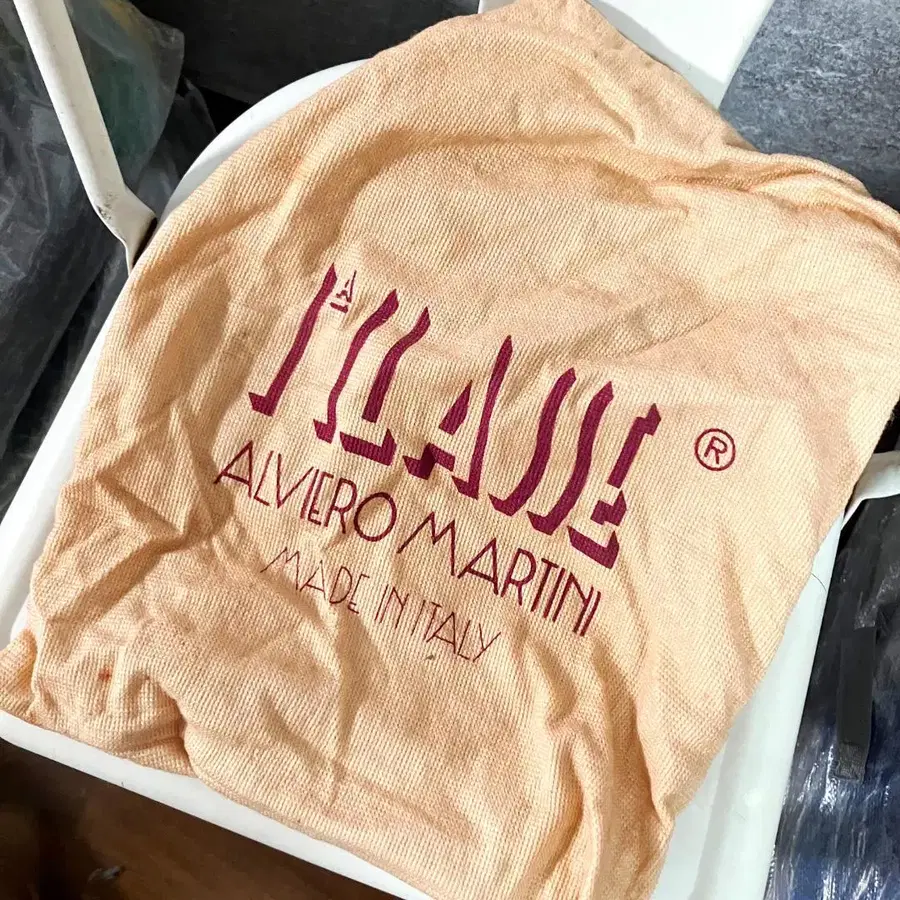 1ᴬ CLASSE ®
ALVIERO MARTINI
MADE IN ITALY